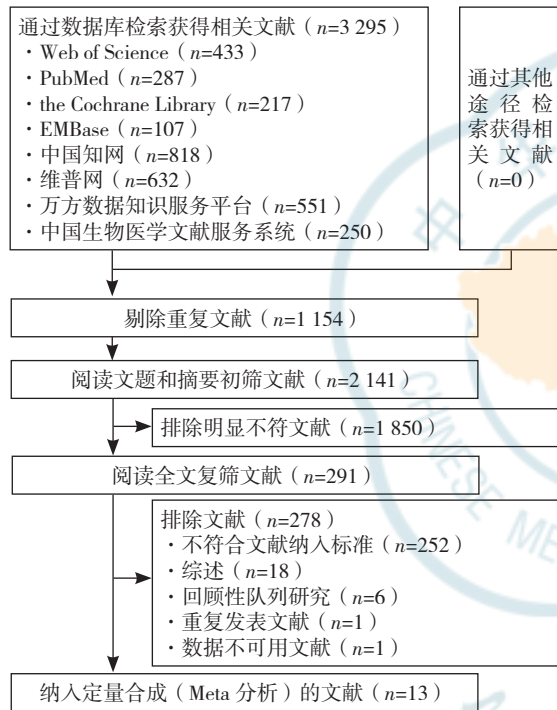 通过数据库检索获得相关文献（n=3 295）
· Web of Science（n=433）
· PubMed（n=287）
· the Cochrane Library（n=217）
· EMBase（n=107）
· 中国知网（n=818）
· 维普网（n=632）
· 万方数据知识服务平台（n=551）
· 中国生物医学文献服务系统（n=250）
通过其他
途径检
索获得相
关文献
（n=0）
剔除重复文献（n=1 154）
阅读文题和摘要初筛文献（n=2 141）
排除明显不符文献（n=1 850）
阅读全文复筛文献（n=291）
排除文献（n=278）
· 不符合文献纳入标准（n=252）
· 综述（n=18）
· 回顾性队列研究（n=6）
· 重复发表文献（n=1）
· 数据不可用文献（n=1）
纳入定量合成（Meta 分析）的文献（n=13）
中
CHINESE ME